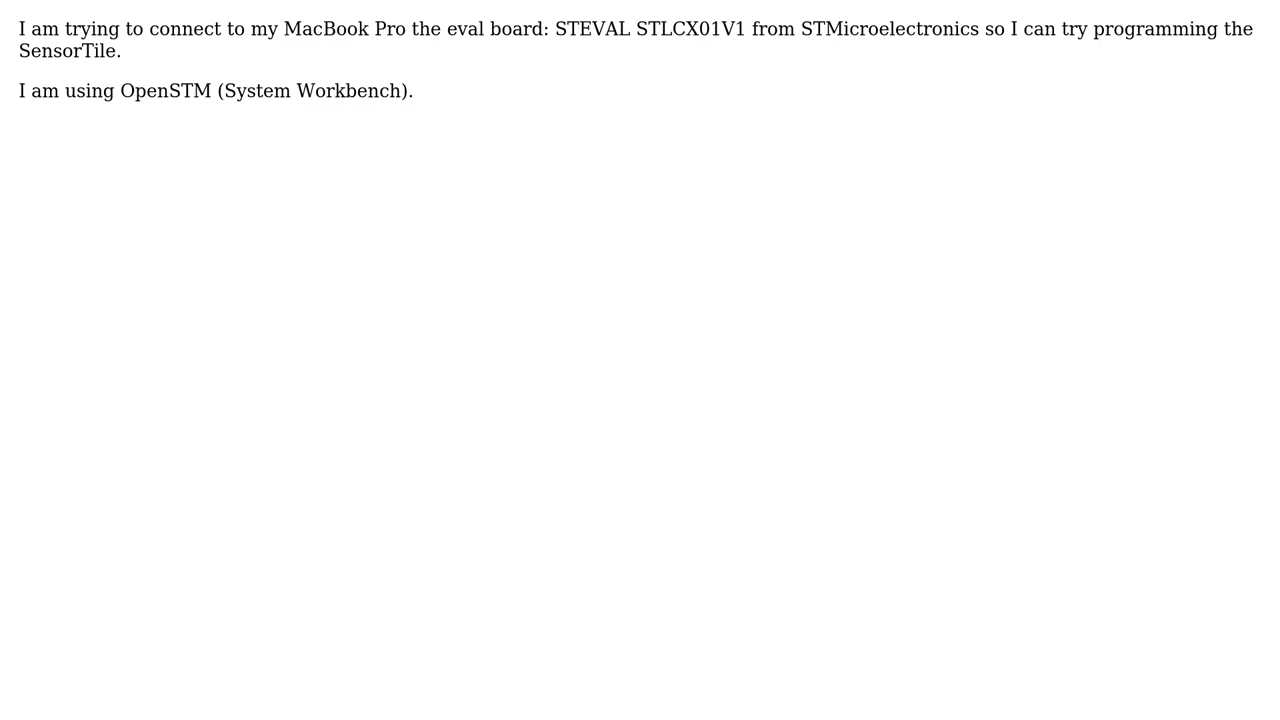 I am trying to connect to my MacBook Pro the eval board: STEVAL STLCX01V1 from STMicroelectronics so I can try programming the
SensorTile.
I am using OpenSTM (System Workbench).